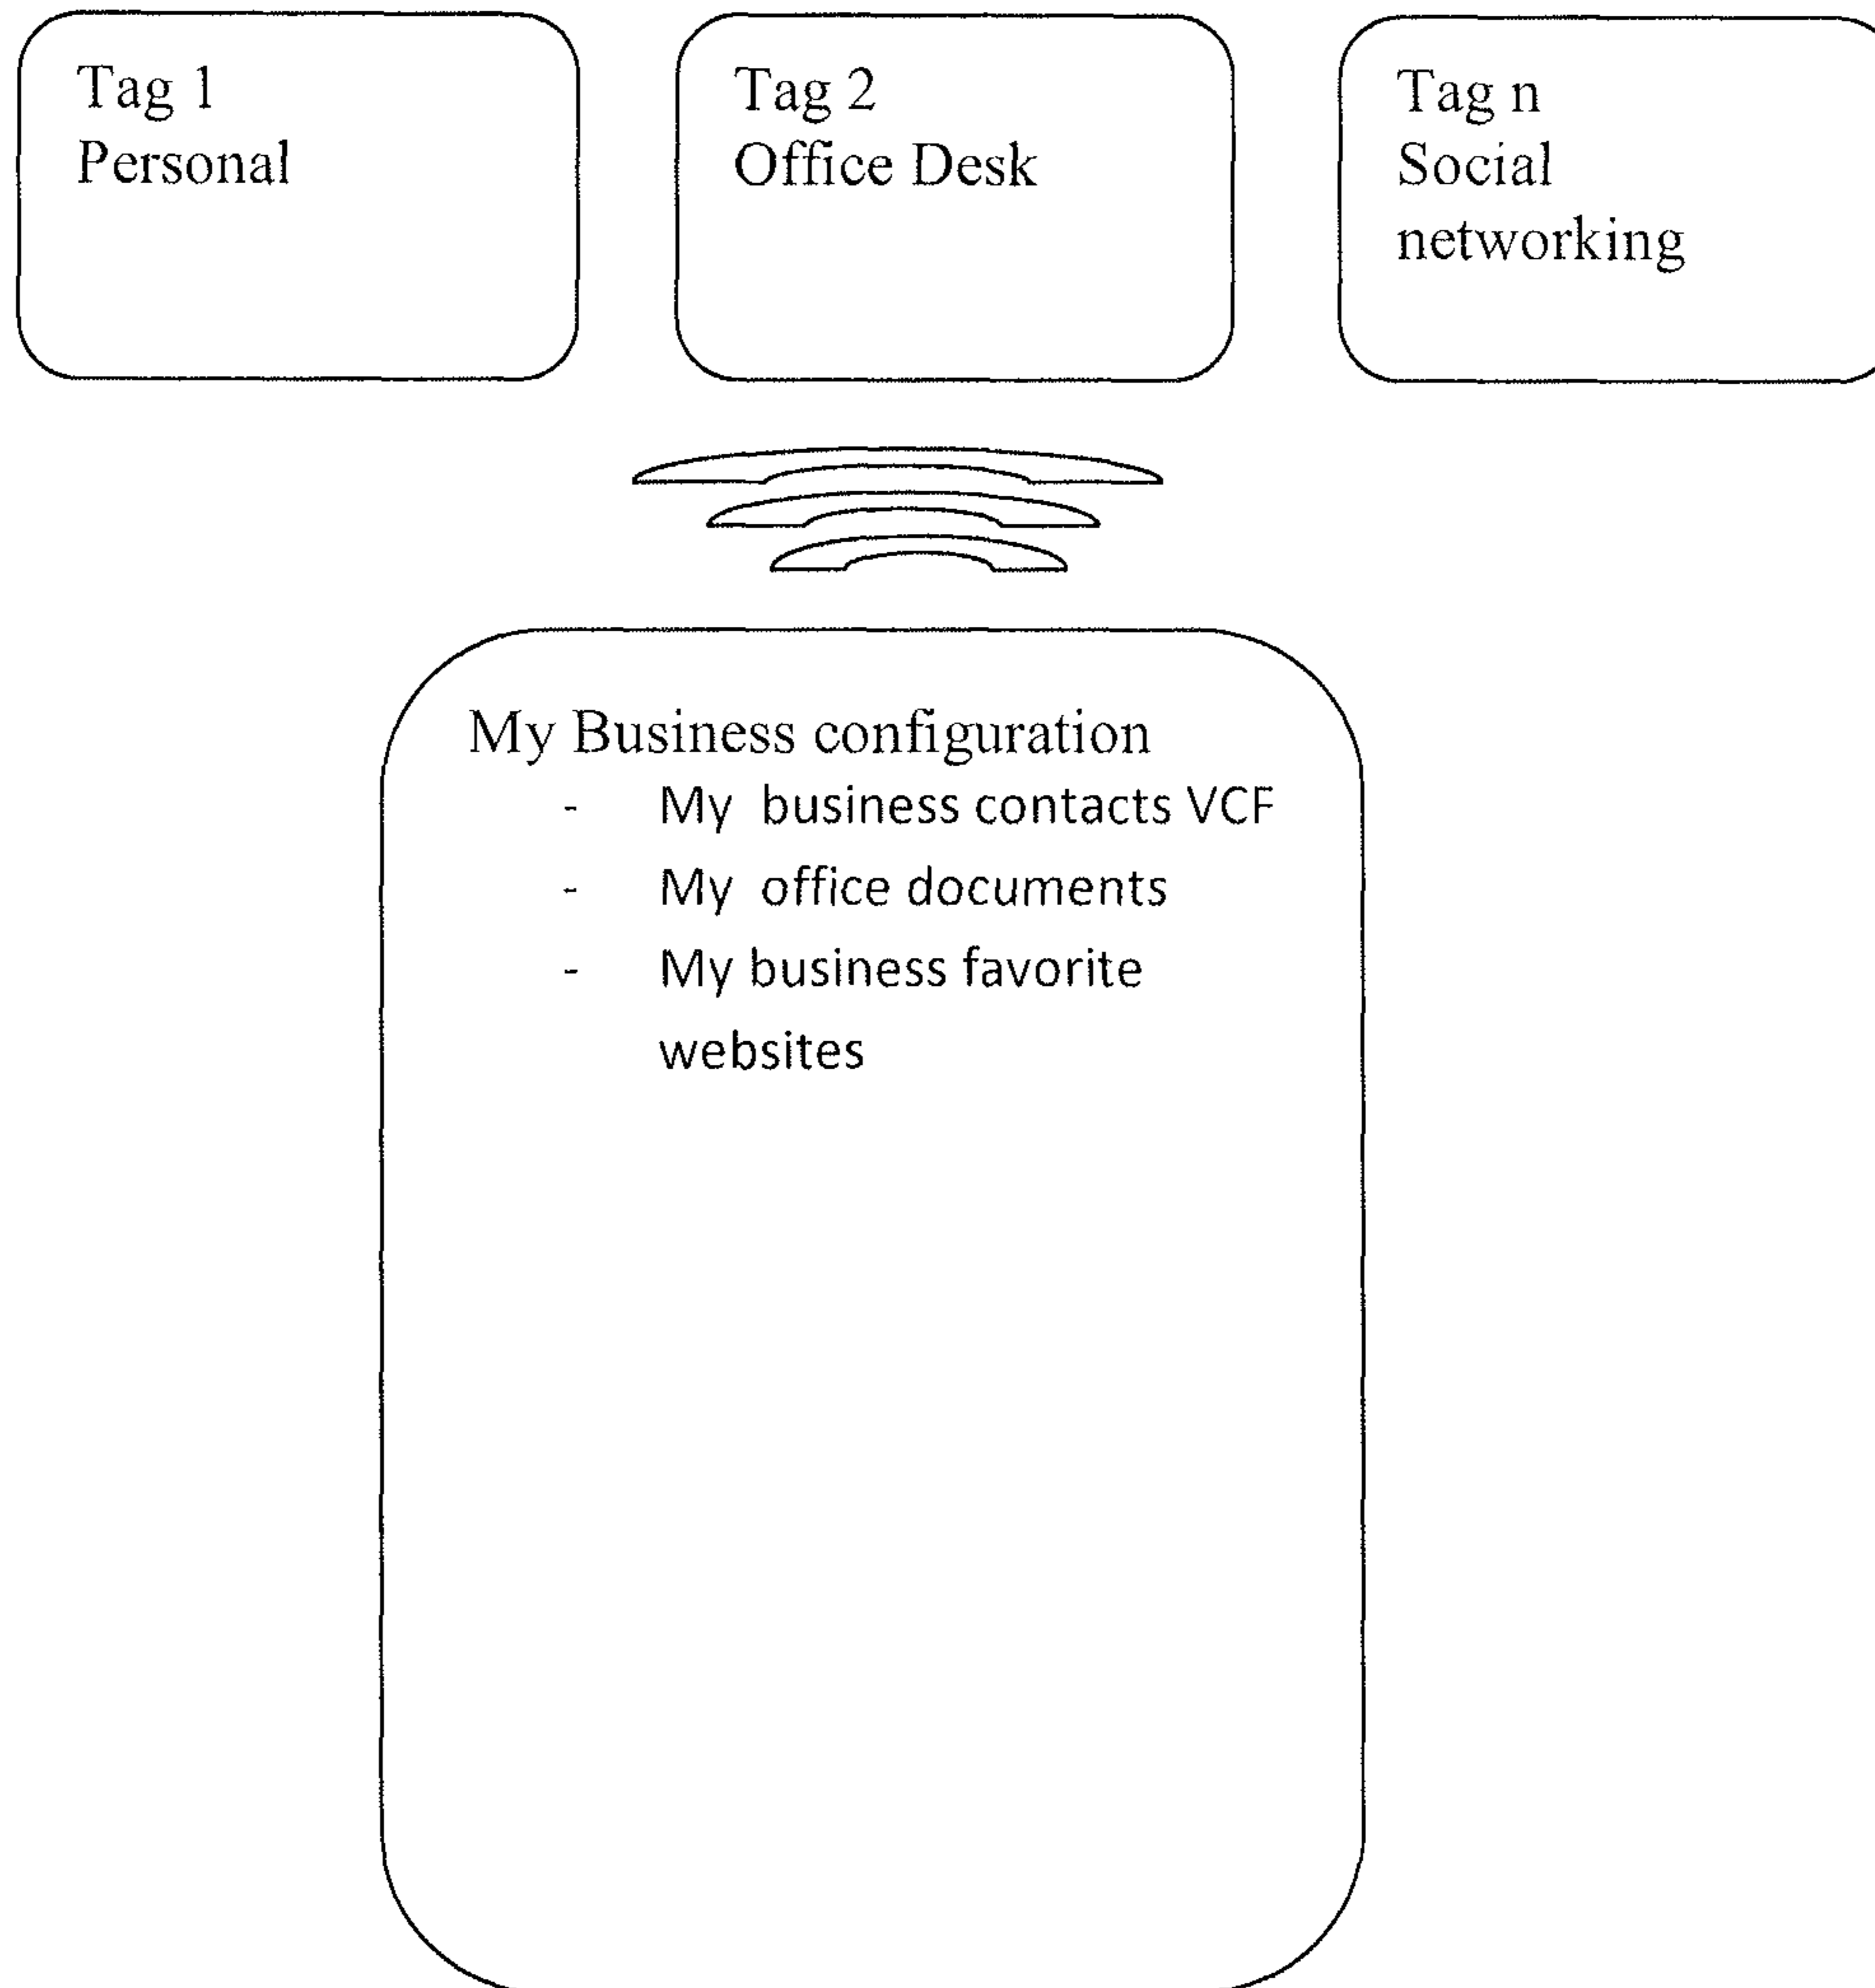 Tag 1
Personal
Tag 2
Office Desk
Tag n
Social
networking
My Business configuration
- My business contacts VCF
- My office documents
- My business favorite
websites